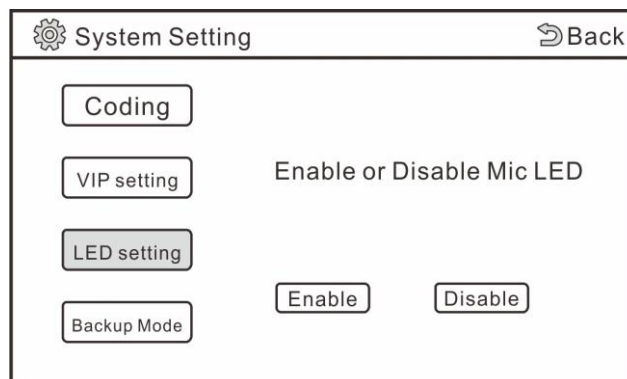 System Setting
Back
Coding
VIP setting
Enable or Disable Mic LED
LED setting
Enable
Disable
Backup Mode